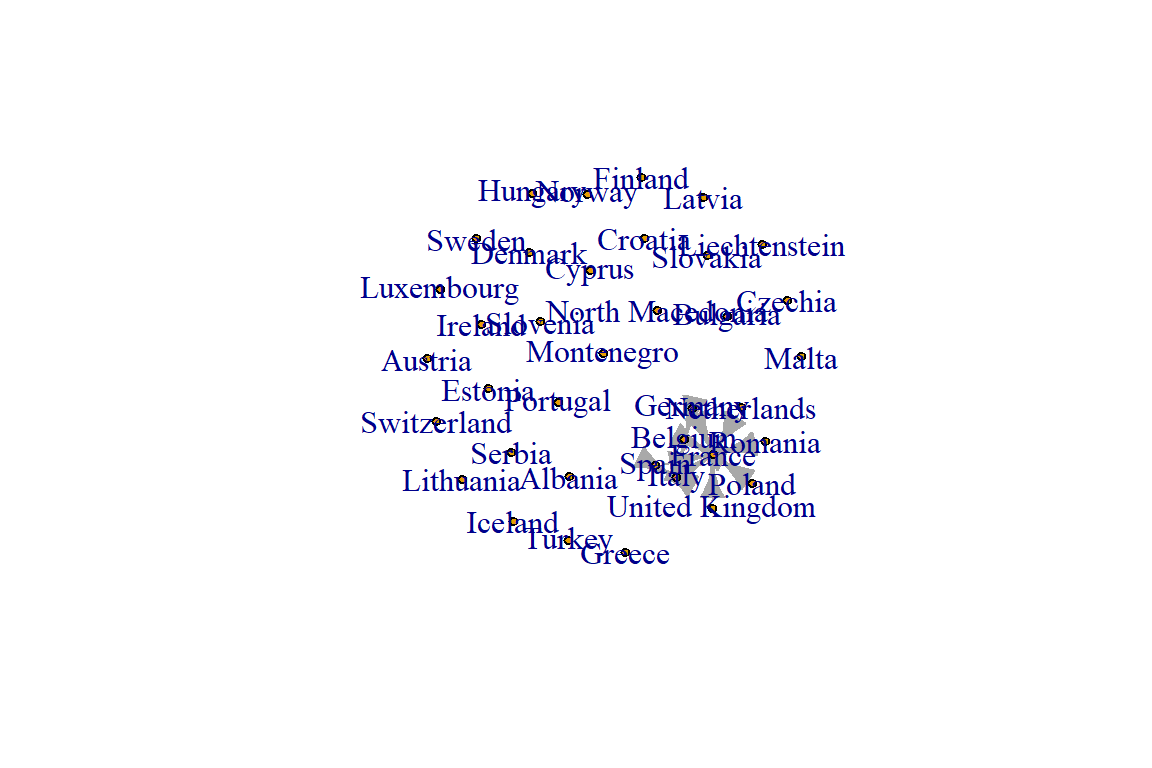 Finland
Hungary
Norway
Latvia
Sweden
Croatia
Liechtenstein
Denmark
Slovakia
Cyprus
Luxembourg
Czechia
North Macedonia
Bulgaria
Ireland
Slovenia
Montenegro
Austria
Malta
Estonia
Portugal
Germany
Netherlands
Switzerland
Belgium
Romania
Serbia
France
Spain
Italy
Lithuania
Albania
Poland
United Kingdom
Iceland
Turkey
Greece